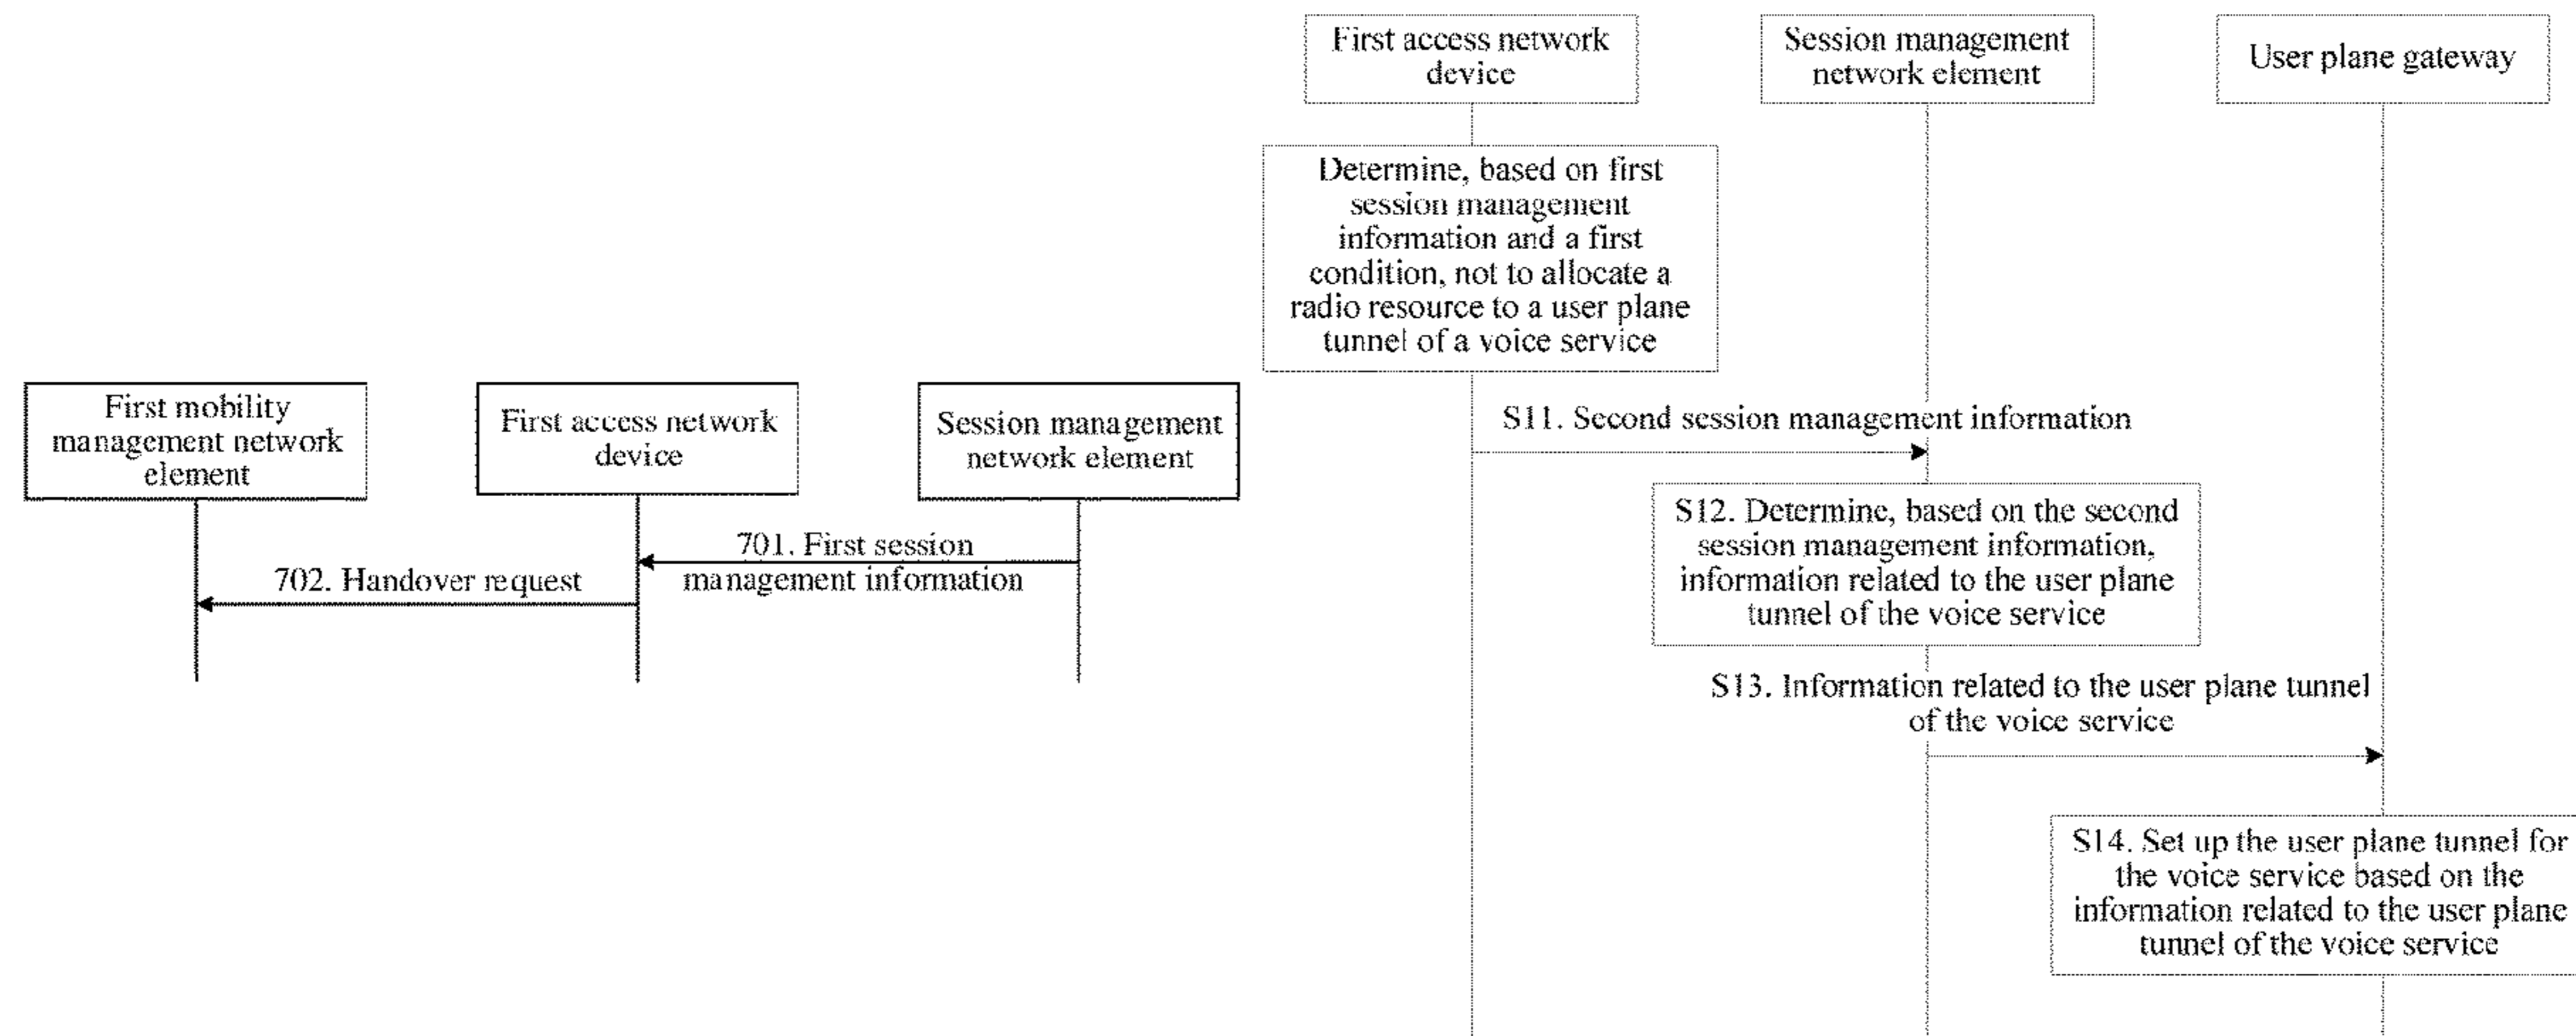 First mobility
management network
element
First access network
device
Session management
network element
701. First session
management information
702. Handover request
First access network
device
Session management
network element
User plane gateway
Determine, based on first
session management
information and a first
condition, not to allocate a
radio resource to a user plane
tunnel of a voice service
S11. Second session management information
S12. Determine, based on the second
session management information,
information related to the user plane
tunnel of the voice service
S13. Information related to the user plane tunnel
of the voice service
S14. Set up the user plane tunnel for
the voice service based on the
information related to the user plane
tunnel of the voice service